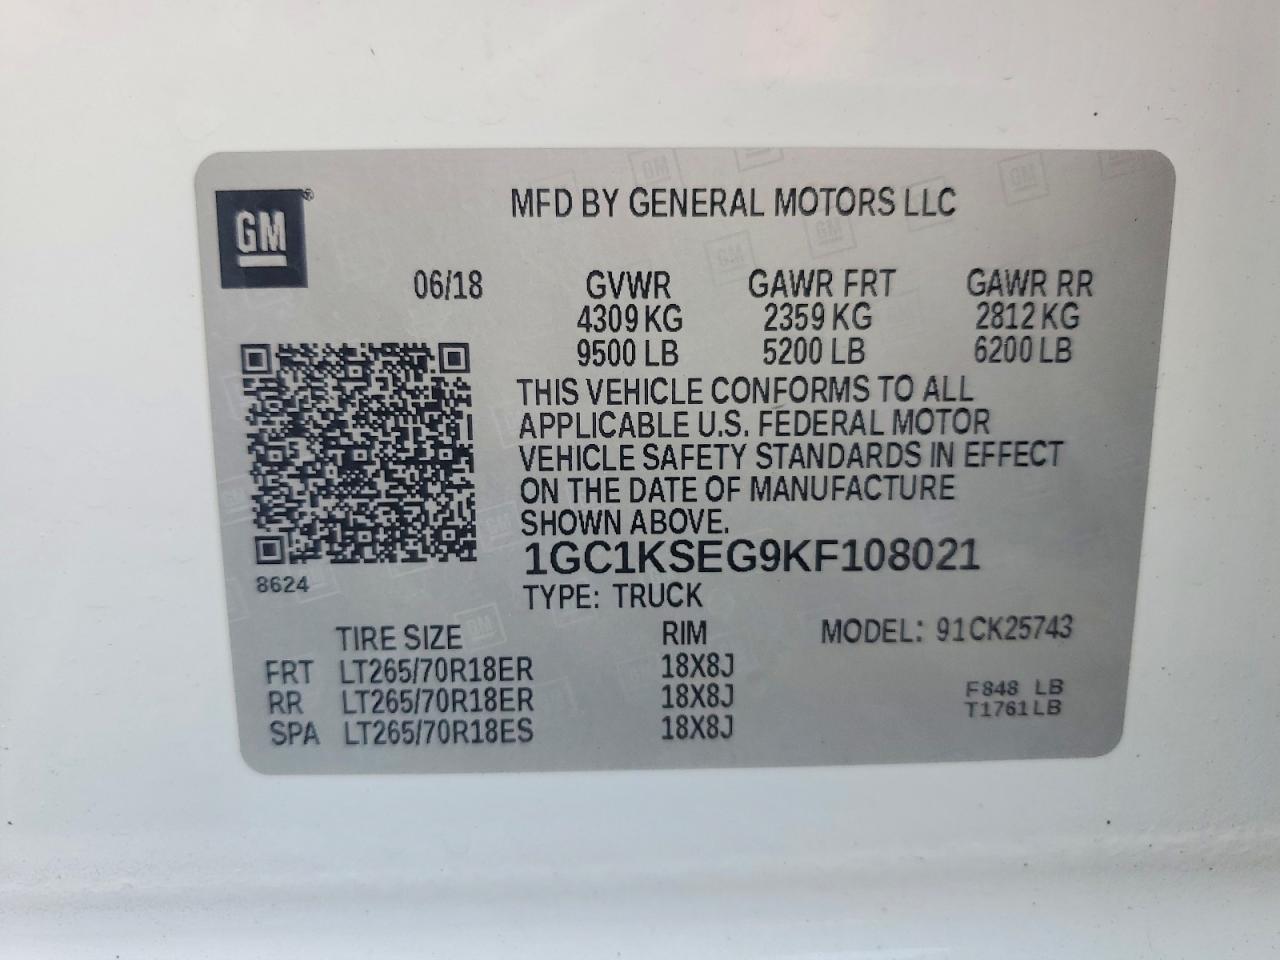 GM®
MFD BY GENERAL MOTORS LLC
06/18 GVWR GAWR FRT GAWR RR
4309 KG 2359 KG 2812 KG
9500 LB 5200 LB 6200 LB
THIS VEHICLE CONFORMS TO ALL
APPLICABLE U.S. FEDERAL MOTOR
VEHICLE SAFETY STANDARDS IN EFFECT
ON THE DATE OF MANUFACTURE
SHOWN ABOVE.
1GC1KSEG9KF108021
8624
TYPE: TRUCK
TIRE SIZE RIM MODEL: 91CK25743
FRT LT265/70R18ER 18X8J
RR LT265/70R18ER 18X8J
SPA LT265/70R18ES 18X8J
F848 LB
T1761LB